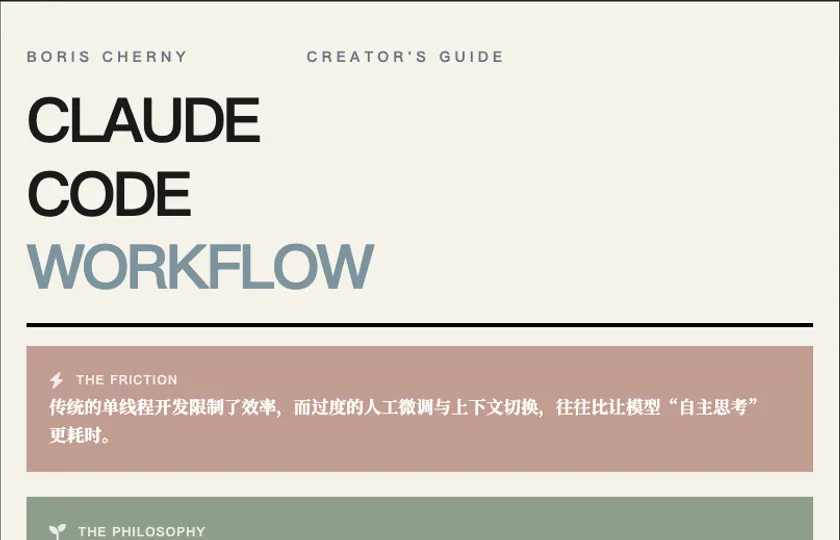 BORIS CHERNY
CREATOR'S GUIDE
CLAUDE
CODE
WORKFLOW
THE FRICTION
传统的单线程开发限制了效率，而过度的人工微调与上下文切换，往往比让模型“自主思考”
更耗时。
THE PHILOSOPHY